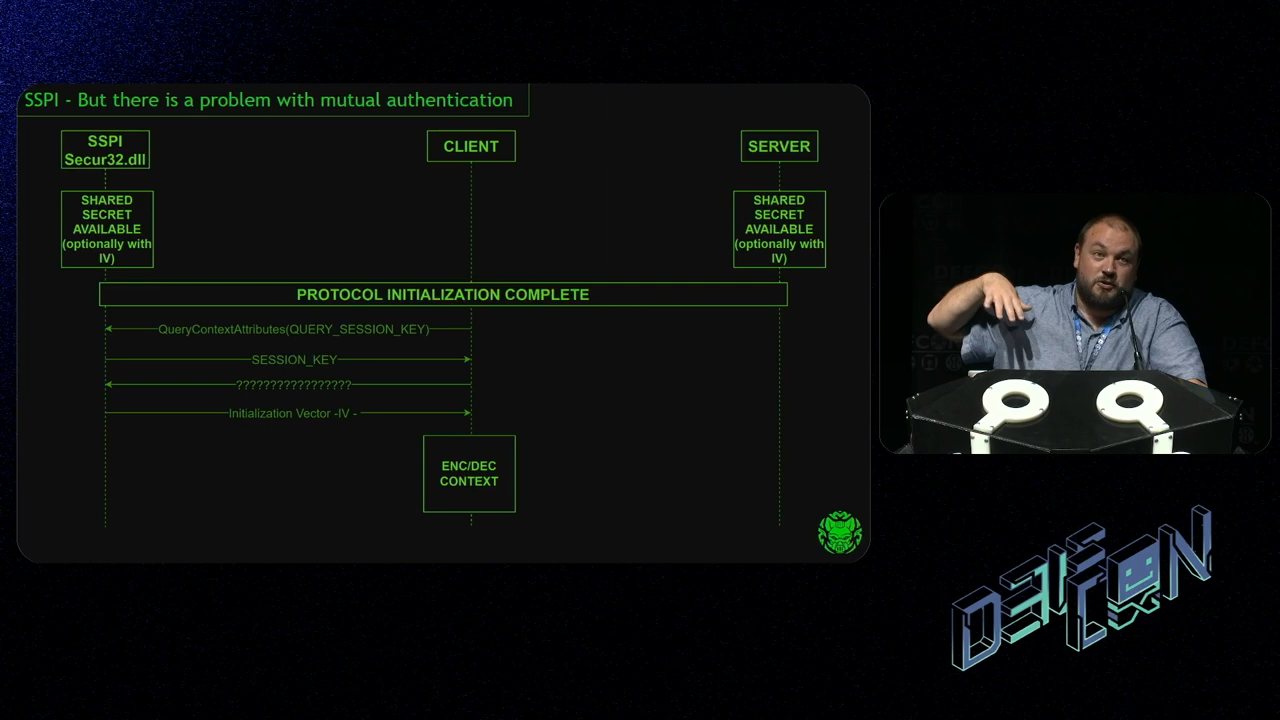 SSPI - But there is a problem with mutual authentication
SSPI
Secur32.dll
CLIENT
SERVER
SHARED
SECRET
AVAILABLE
(optionally with
IV)
SHARED
SECRET
AVAILABLE
(optionally with
IV)
PROTOCOL INITIALIZATION COMPLETE
QueryContextAttributes(QUERY_SESSION_KEY)
SESSION_KEY
?????????????????
Initialization Vector -IV -
ENC/DEC
CONTEXT
DEF CON